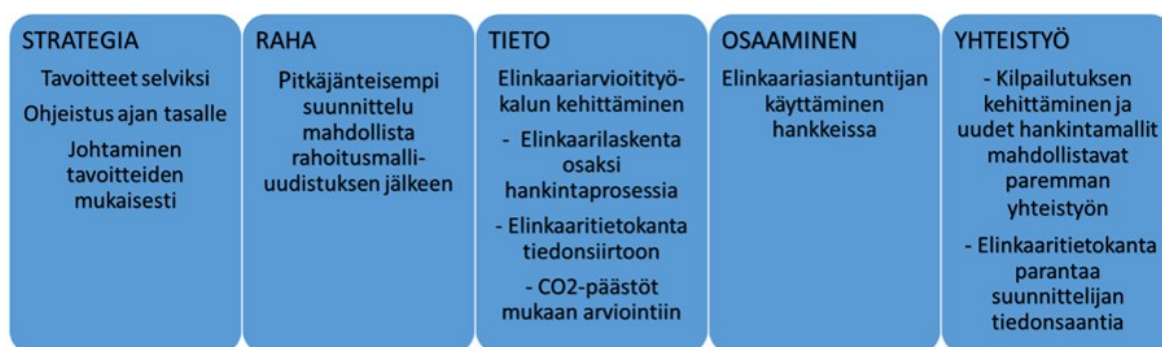 STRATEGIA
Tavoitteet selviksi
Ohjeistus ajan tasalle
Johtaminen
tavoitteiden
mukaisesti
RAHA
Pitkäjänteisempi
suunnittelu
mahdollista
rahoitusmalli-
uudistuksen jälkeen
TIETO
Elinkaariarvioitityö-
kalun kehittäminen
- Elinkaarilaskenta
osaksi
hankintaprosessia
- Elinkaaritietokanta
tiedonsiirtoon
- CO2-päästöt
mukaan arviointiin
OSAAMINEN
Elinkaariasiantuntijan
käyttäminen
hankkeissa
YHTEISTYÖ
- Kilpailutuksen
kehittäminen ja
uudet hankintamallit
mahdollistavat
paremman
yhteistyön
- Elinkaaritietokanta
parantaa
suunnittelijan
tiedonsaantia